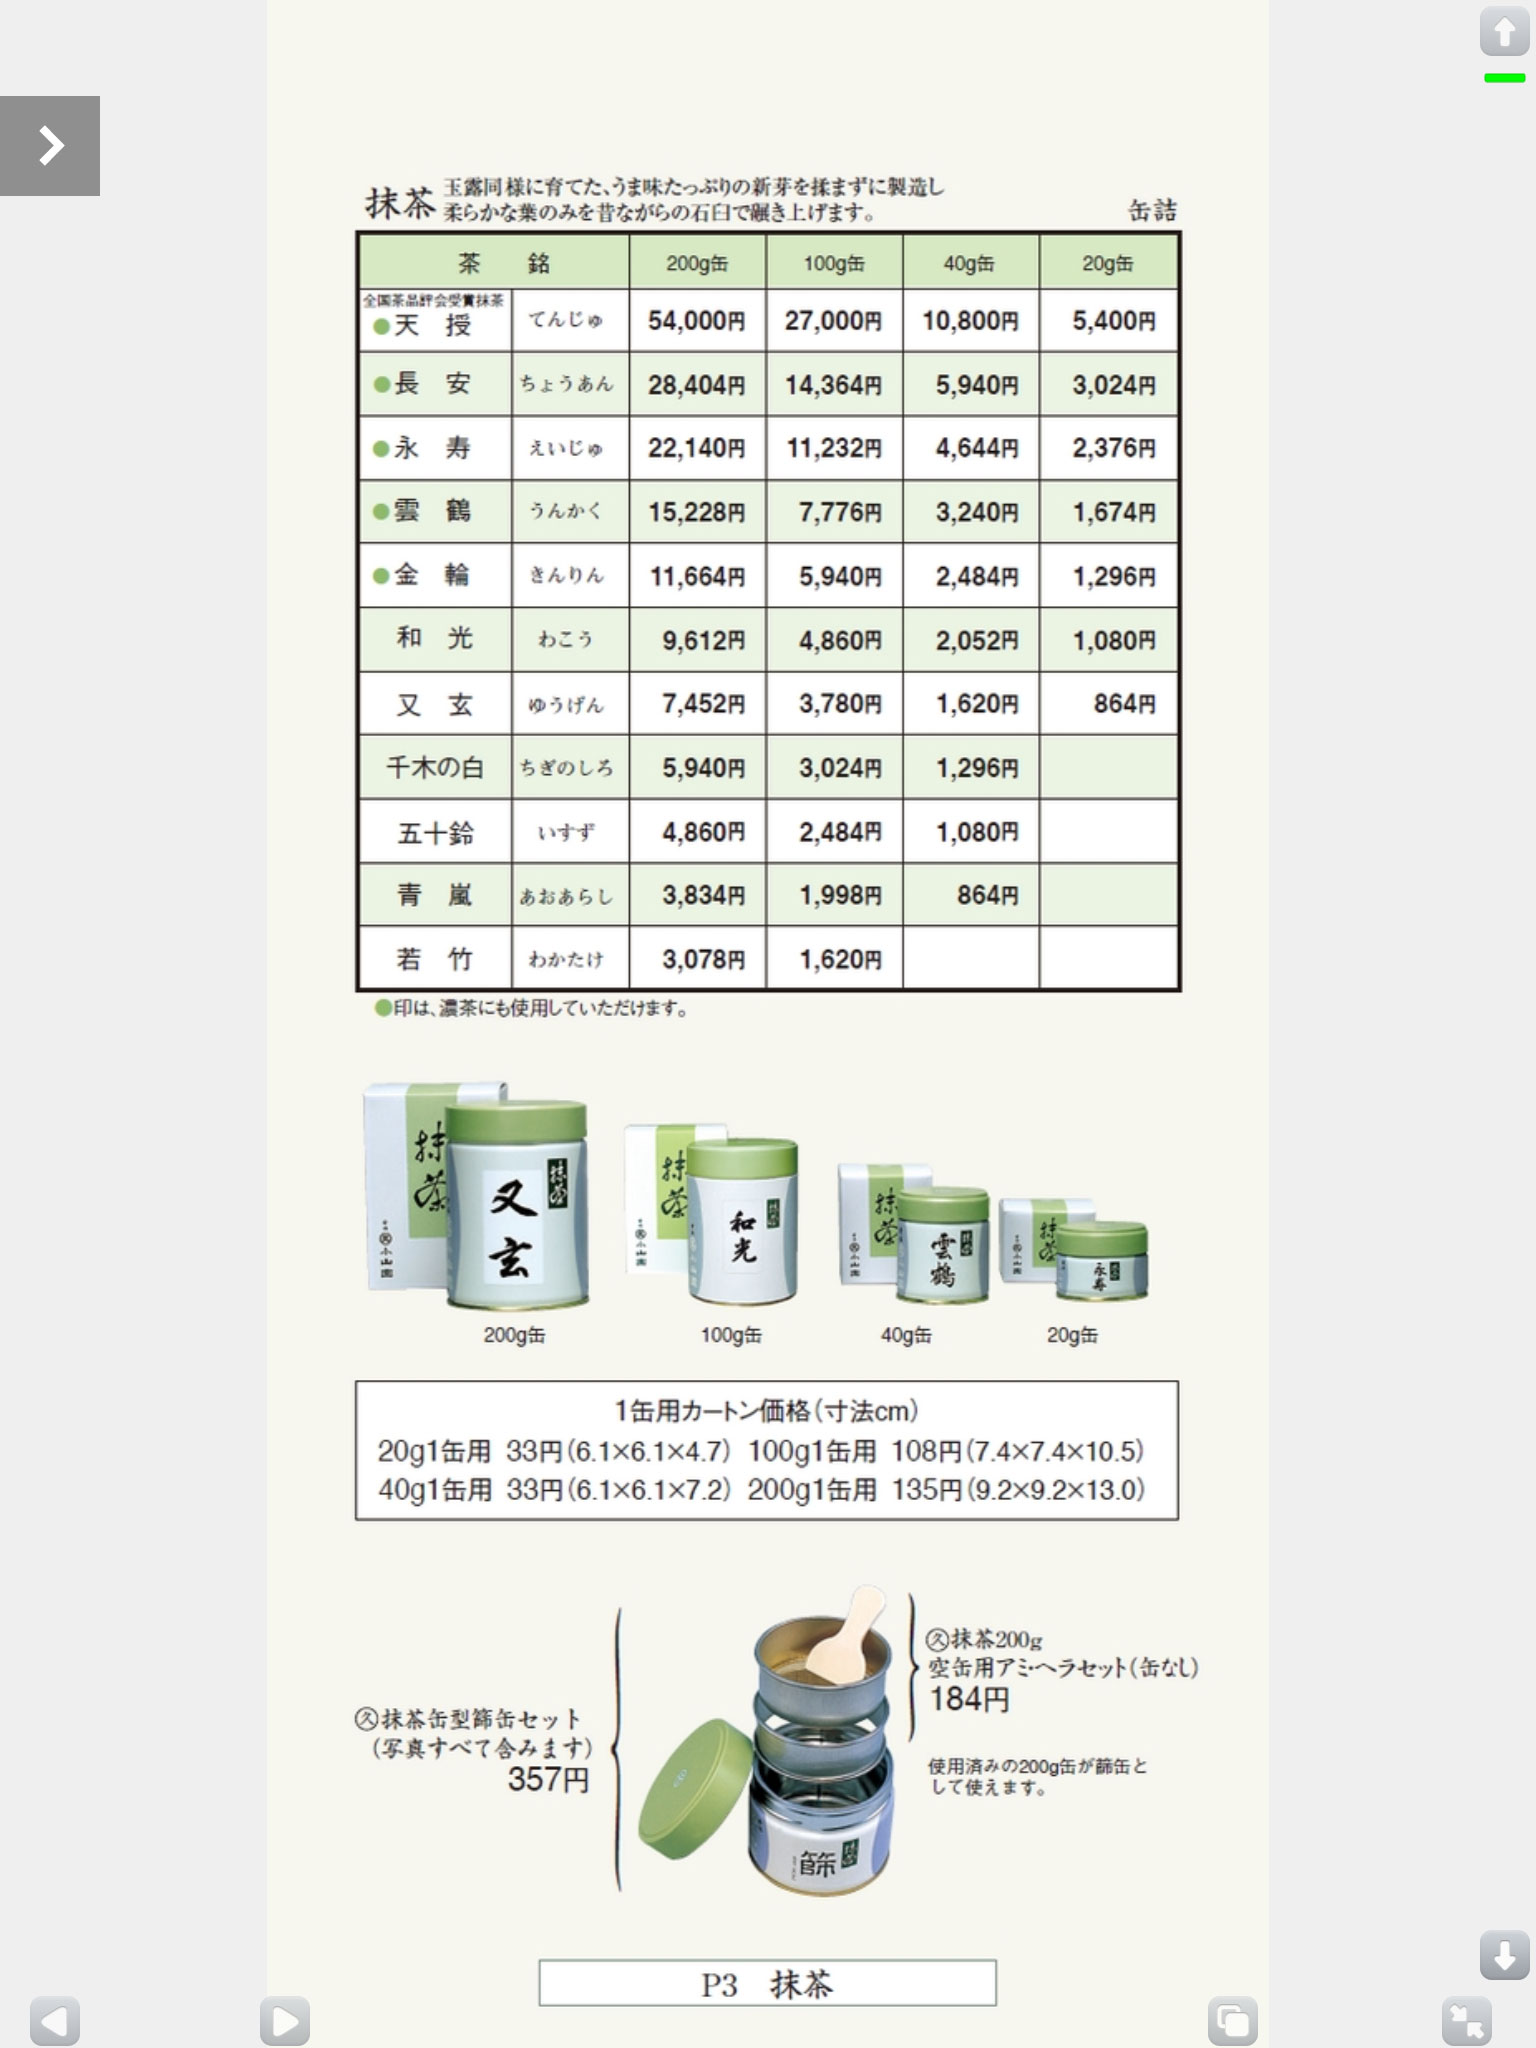 抹茶 玉露同様に育てた、うま味たっぷりの新芽を揉まずに製造し
柔らかな葉のみを昔ながらの石臼で碾き上げます。
缶詰
茶 銘 200g缶 100g缶 40g缶 20g缶
全国茶品評会受賞抹茶
●天 授 てんじゅ 54,000円 27,000円 10,800円 5,400円
●長 安 ちょうあん 28,404円 14,364円 5,940円 3,024円
●永 寿 えいじゅ 22,140円 11,232円 4,644円 2,376円
●雲 鶴 うんかく 15,228円 7,776円 3,240円 1,674円
●金 輪 きんりん 11,664円 5,940円 2,484円 1,296円
和 光 わこう 9,612円 4,860円 2,052円 1,080円
又 玄 ゆうげん 7,452円 3,780円 1,620円 864円
千木の白 ちぎのしろ 5,940円 3,024円 1,296円
五十鈴 いすず 4,860円 2,484円 1,080円
青 嵐 あおあらし 3,834円 1,998円 864円
若 竹 わかたけ 3,078円 1,620円
●印は、濃茶にも使用していただけます。
抹茶
小山園
抹茶
又玄
抹茶
小山園
和光
抹茶
小山園
雲鶴
抹茶
小山園
永寿
200g缶 100g缶 40g缶 20g缶
1缶用カートン価格(寸法cm)
20g1缶用 33円(6.1×6.1×4.7) 100g1缶用 108円(7.4×7.4×10.5)
40g1缶用 33円(6.1×6.1×7.2) 200g1缶用 135円(9.2×9.2×13.0)
㊈抹茶缶型篩缶セット
(写真すべて含みます)
357円
篩
抹茶200g
空缶用アミ・ヘラセット(缶なし)
184円
使用済みの200g缶が篩缶と
して使えます。
P3 抹茶